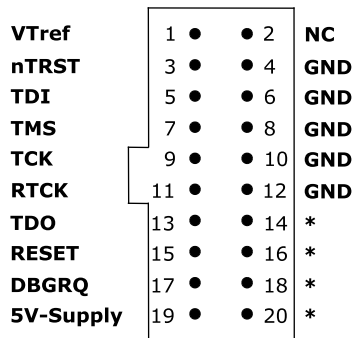 VTref 1 ● ● 2 NC
nTRST 3 ● ● 4 GND
TDI 5 ● ● 6 GND
TMS 7 ● ● 8 GND
TCK 9 ● ● 10 GND
RTCK 11 ● ● 12 GND
TDO 13 ● ● 14 *
RESET 15 ● ● 16 *
DBGRQ 17 ● ● 18 *
5V-Supply 19 ● ● 20 *